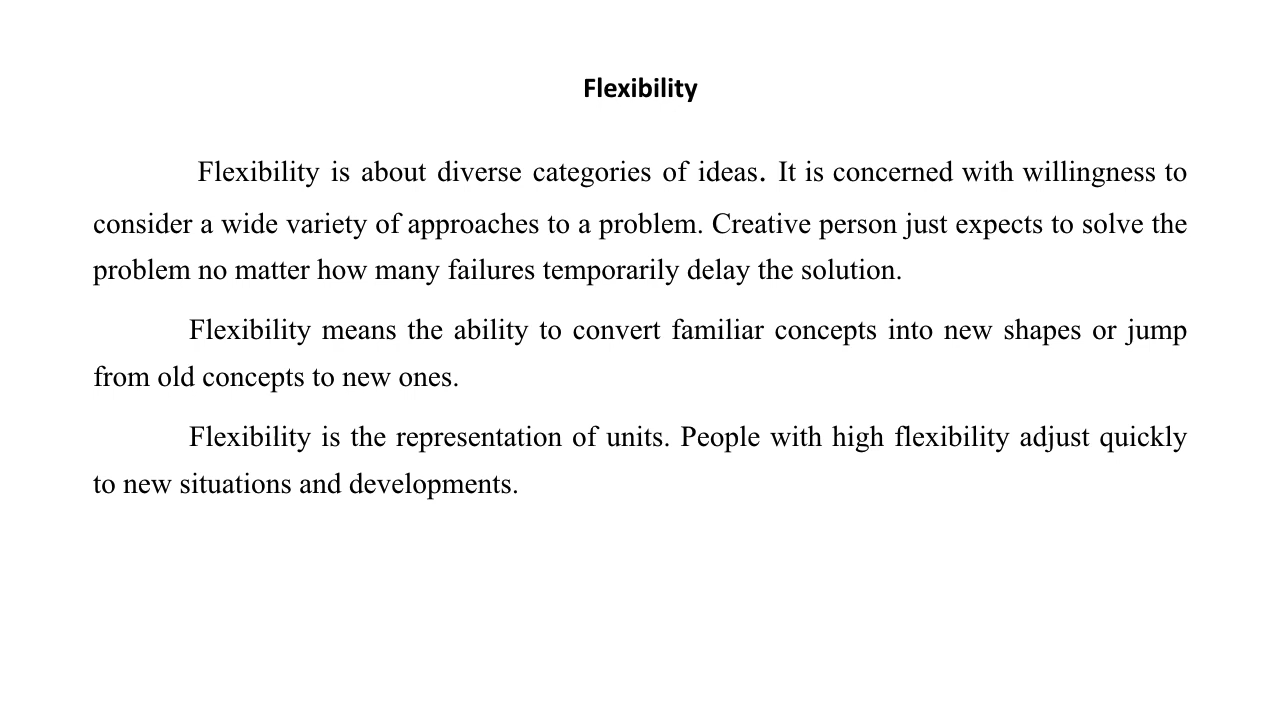 Flexibility
Flexibility is about diverse categories of ideas. It is concerned with willingness to
consider a wide variety of approaches to a problem. Creative person just expects to solve the
problem no matter how many failures temporarily delay the solution.
Flexibility means the ability to convert familiar concepts into new shapes or jump
from old concepts to new ones.
Flexibility is the representation of units. People with high flexibility adjust quickly
to new situations and developments.